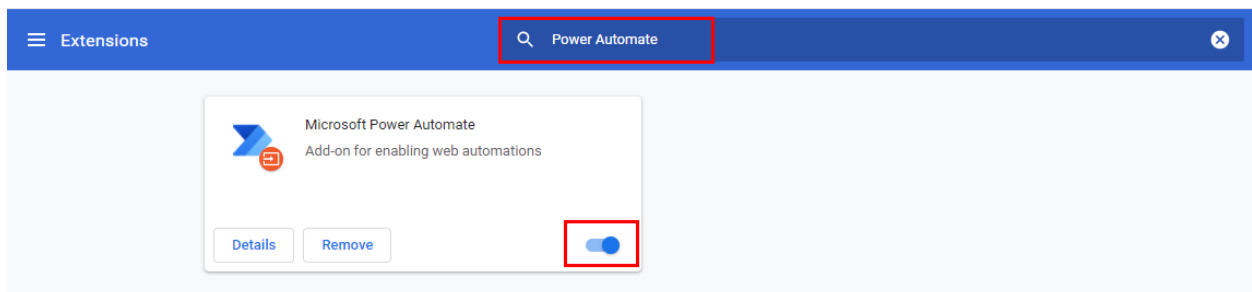 Extensions
Power Automate
Microsoft Power Automate
Add-on for enabling web automations
Details
Remove